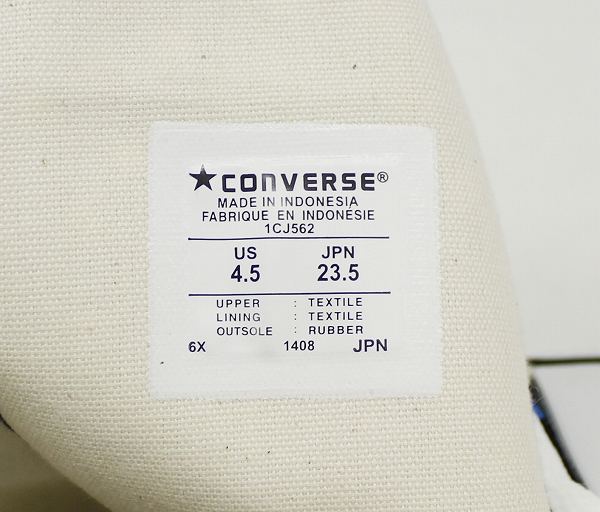 ★CONVERSE®
MADE IN INDONESIA
FABRIQUE EN INDONÉSIE
1CJ562
US JPN
4.5 23.5
UPPER : TEXTILE
LINING : TEXTILE
OUTSOLE : RUBBER
6X 1408 JPN